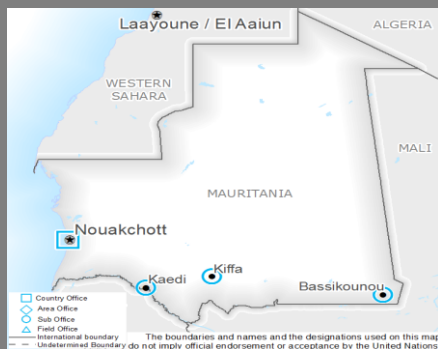 Laayoune / El Aaiun
ALGERIA
WESTERN
SAHARA
MALI
MAURITANIA
Nouakchott
Kiffa
Kaedi
Bassikounou
Country Office
Area Office
Sub Office
Field Office
International boundary
The boundaries and names and the designations used on this map
Undetermined Boundary
do not imply official endorsement or acceptance by the United Nations